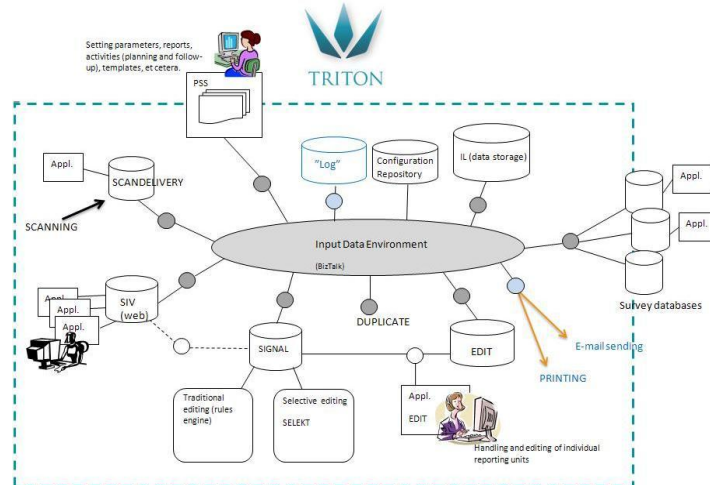 TRITON
Setting parameters, reports,
activities (planning and follow-
up), templates, et cetera.
PSS
"Log"
Configuration
Repository
IL (data storage)
Appl.
SCANDELIVERY
SCANNING
Appl.
Appl.
Input Data Environment
(BizTalk)
Survey databases
Appl.
Appl.
Appl.
SIV
(web)
DUPLICATE
SIGNAL
EDIT
E-mail sending
PRINTING
Traditional
editing (rules
engine)
Selective editing
SELEKT
Appl.
EDIT
Handling and editing of individual
reporting units